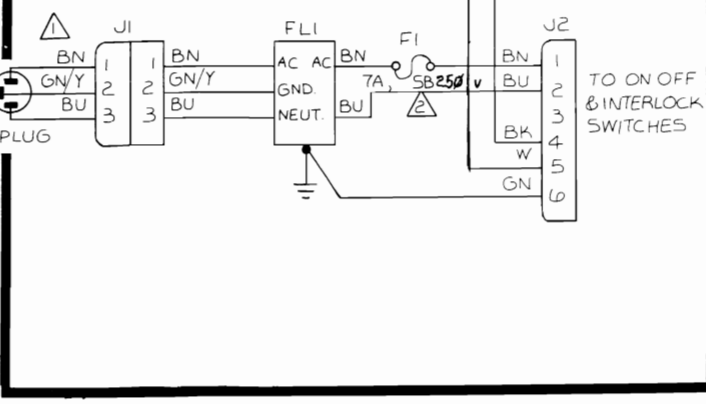 1 J1 FL1 F1 J2
BN 1 1 BN AC AC BN BN 1
GN/Y 2 2 GN/Y GND. 7A, SB 250 V BU 2 TO ON OFF
BU 3 3 BU NEUT. BU 2 3 & INTERLOCK
PLUG BK 4 SWITCHES
W 5
GN 6